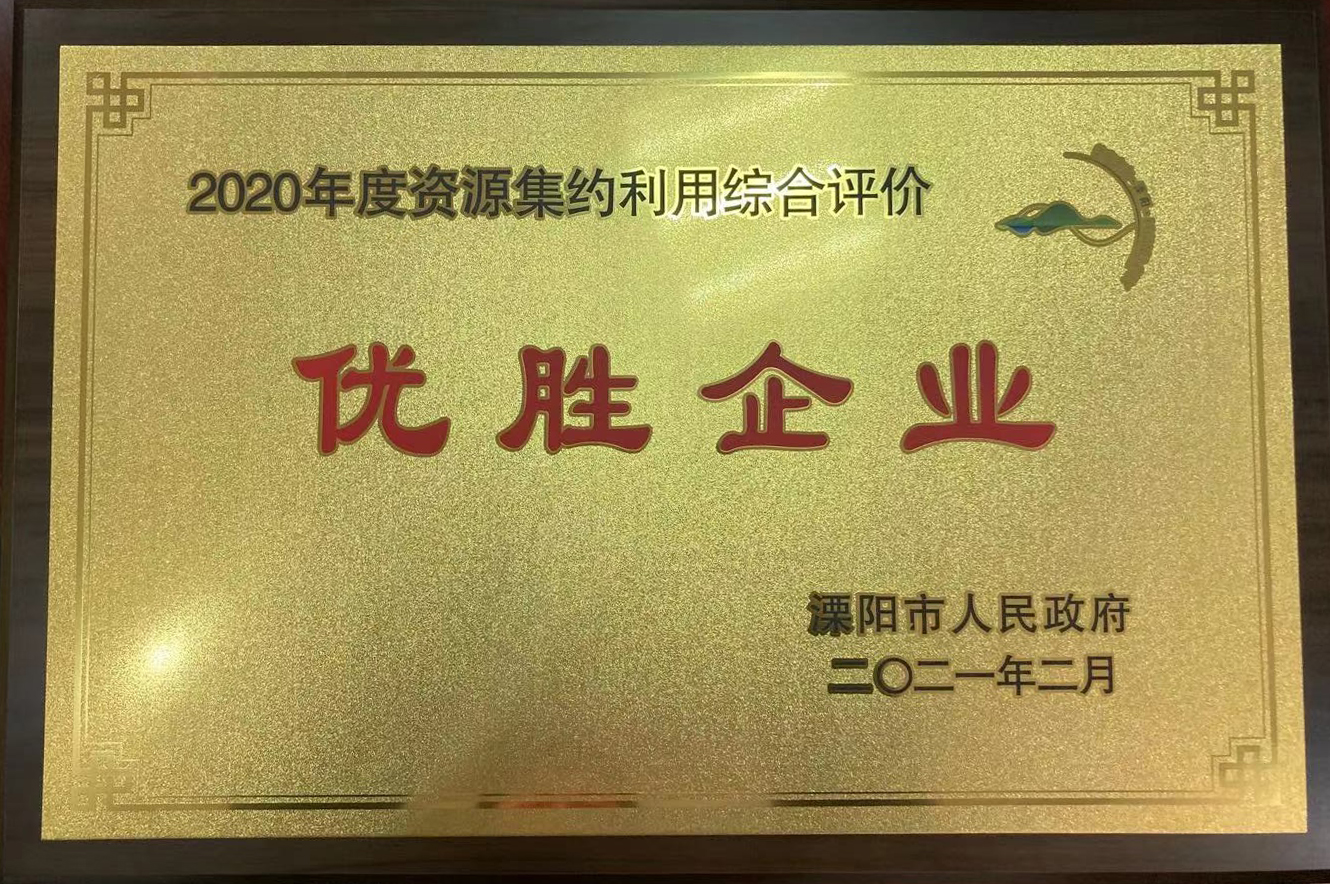 2020年度资源集约利用综合评价
优胜企业
溧阳市人民政府
二〇二一年二月